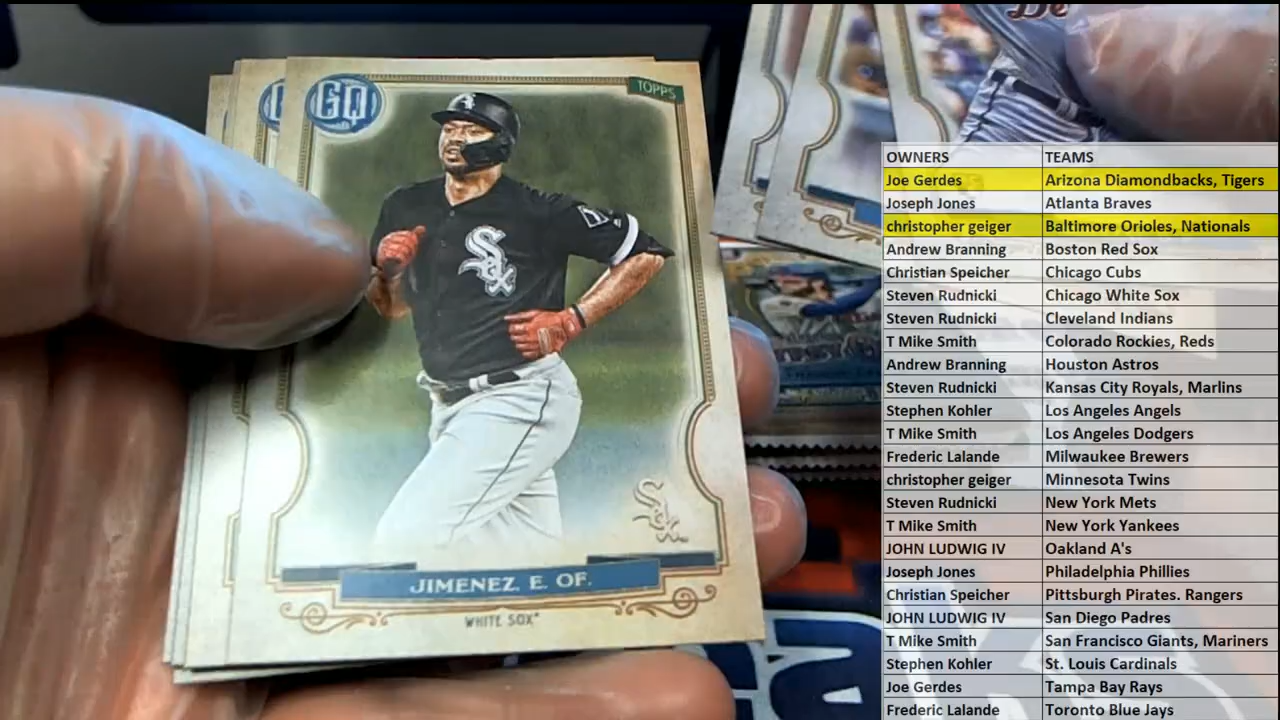 GQ
TOPPS
Sox
Sox
JIMENEZ, E. OF.
WHITE SOX
OWNERS TEAMS
Joe Gerdes Arizona Diamondbacks, Tigers
Joseph Jones Atlanta Braves
christopher geiger Baltimore Orioles, Nationals
Andrew Branning Boston Red Sox
Christian Speicher Chicago Cubs
Steven Rudnicki Chicago White Sox
Steven Rudnicki Cleveland Indians
T Mike Smith Colorado Rockies, Reds
Andrew Branning Houston Astros
Steven Rudnicki Kansas City Royals, Marlins
Stephen Kohler Los Angeles Angels
T Mike Smith Los Angeles Dodgers
Frederic Lalande Milwaukee Brewers
christopher geiger Minnesota Twins
Steven Rudnicki New York Mets
T Mike Smith New York Yankees
JOHN LUDWIG IV Oakland A's
Joseph Jones Philadelphia Phillies
Christian Speicher Pittsburgh Pirates. Rangers
JOHN LUDWIG IV San Diego Padres
T Mike Smith San Francisco Giants, Mariners
Stephen Kohler St. Louis Cardinals
Joe Gerdes Tampa Bay Rays
Frederic Lalande Toronto Blue Jays